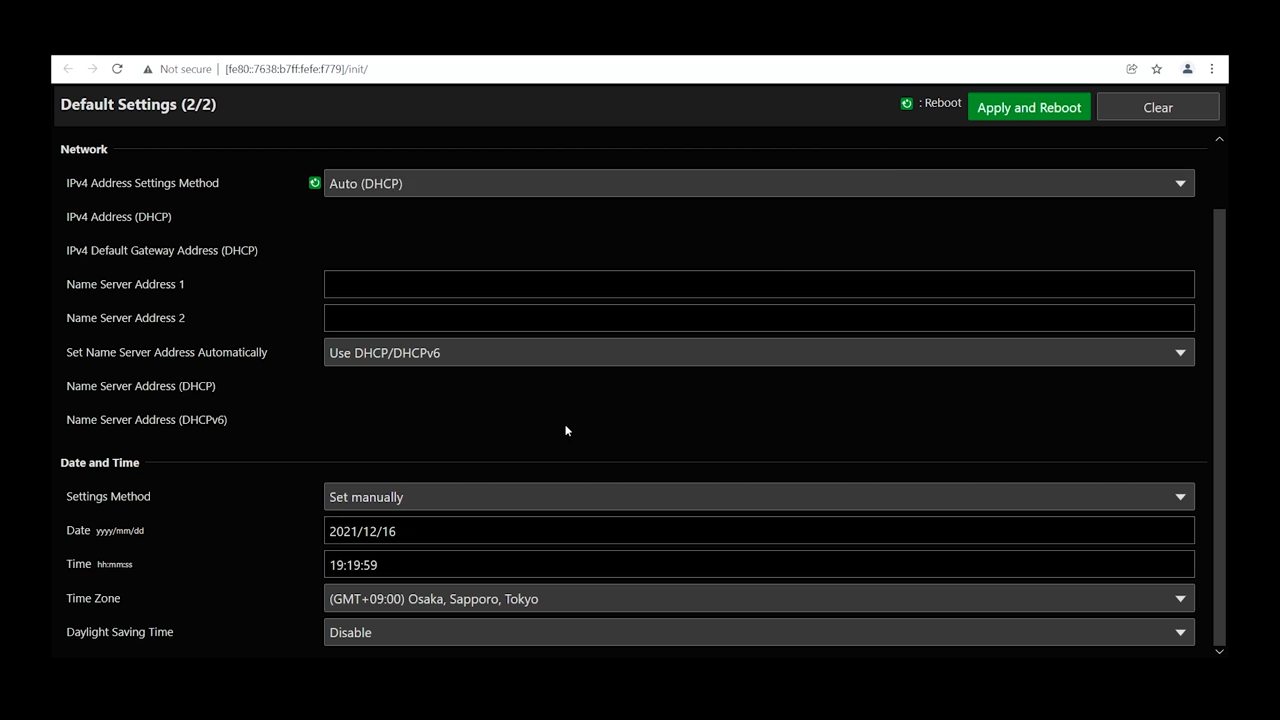 Not secure | [fe80::7638:b7ff:fefe:f779]/init/
Default Settings (2/2)
: Reboot
Apply and Reboot
Clear
Network
IPv4 Address Settings Method
Auto (DHCP)
IPv4 Address (DHCP)
IPv4 Default Gateway Address (DHCP)
Name Server Address 1
Name Server Address 2
Set Name Server Address Automatically
Use DHCP/DHCPv6
Name Server Address (DHCP)
Name Server Address (DHCPv6)
Date and Time
Settings Method
Set manually
Date yyyy/mm/dd
2021/12/16
Time hh:mm:ss
19:19:59
Time Zone
(GMT+09:00) Osaka, Sapporo, Tokyo
Daylight Saving Time
Disable